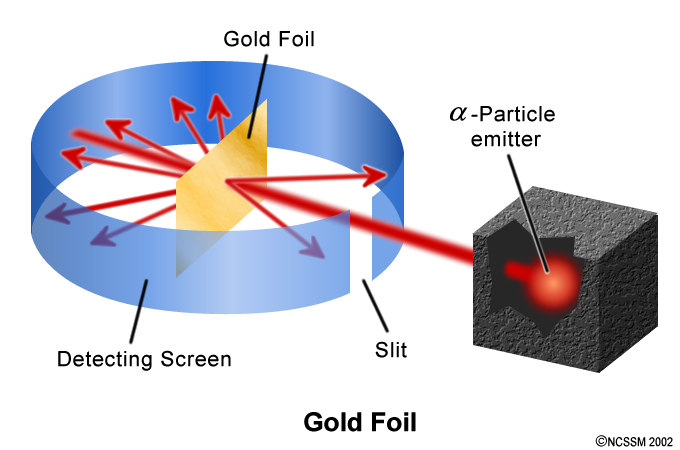 Gold Foil
α-Particle
emitter
Detecting Screen
Slit
Gold Foil
©NCSSM 2002